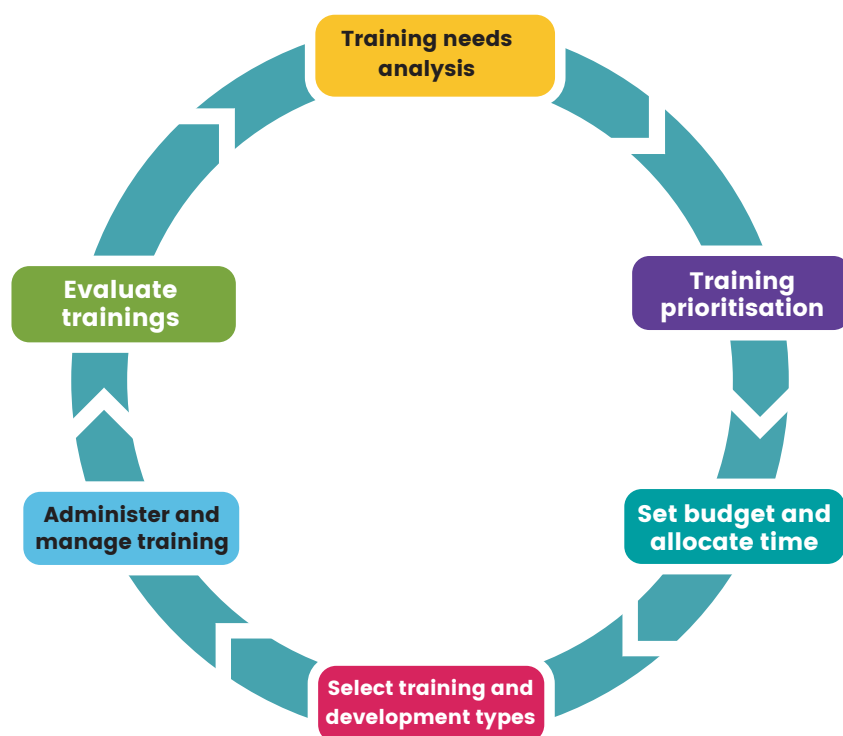 Training needs
analysis
Training
prioritisation
Set budget and
allocate time
Select training and
development types
Administer and
manage training
Evaluate
trainings